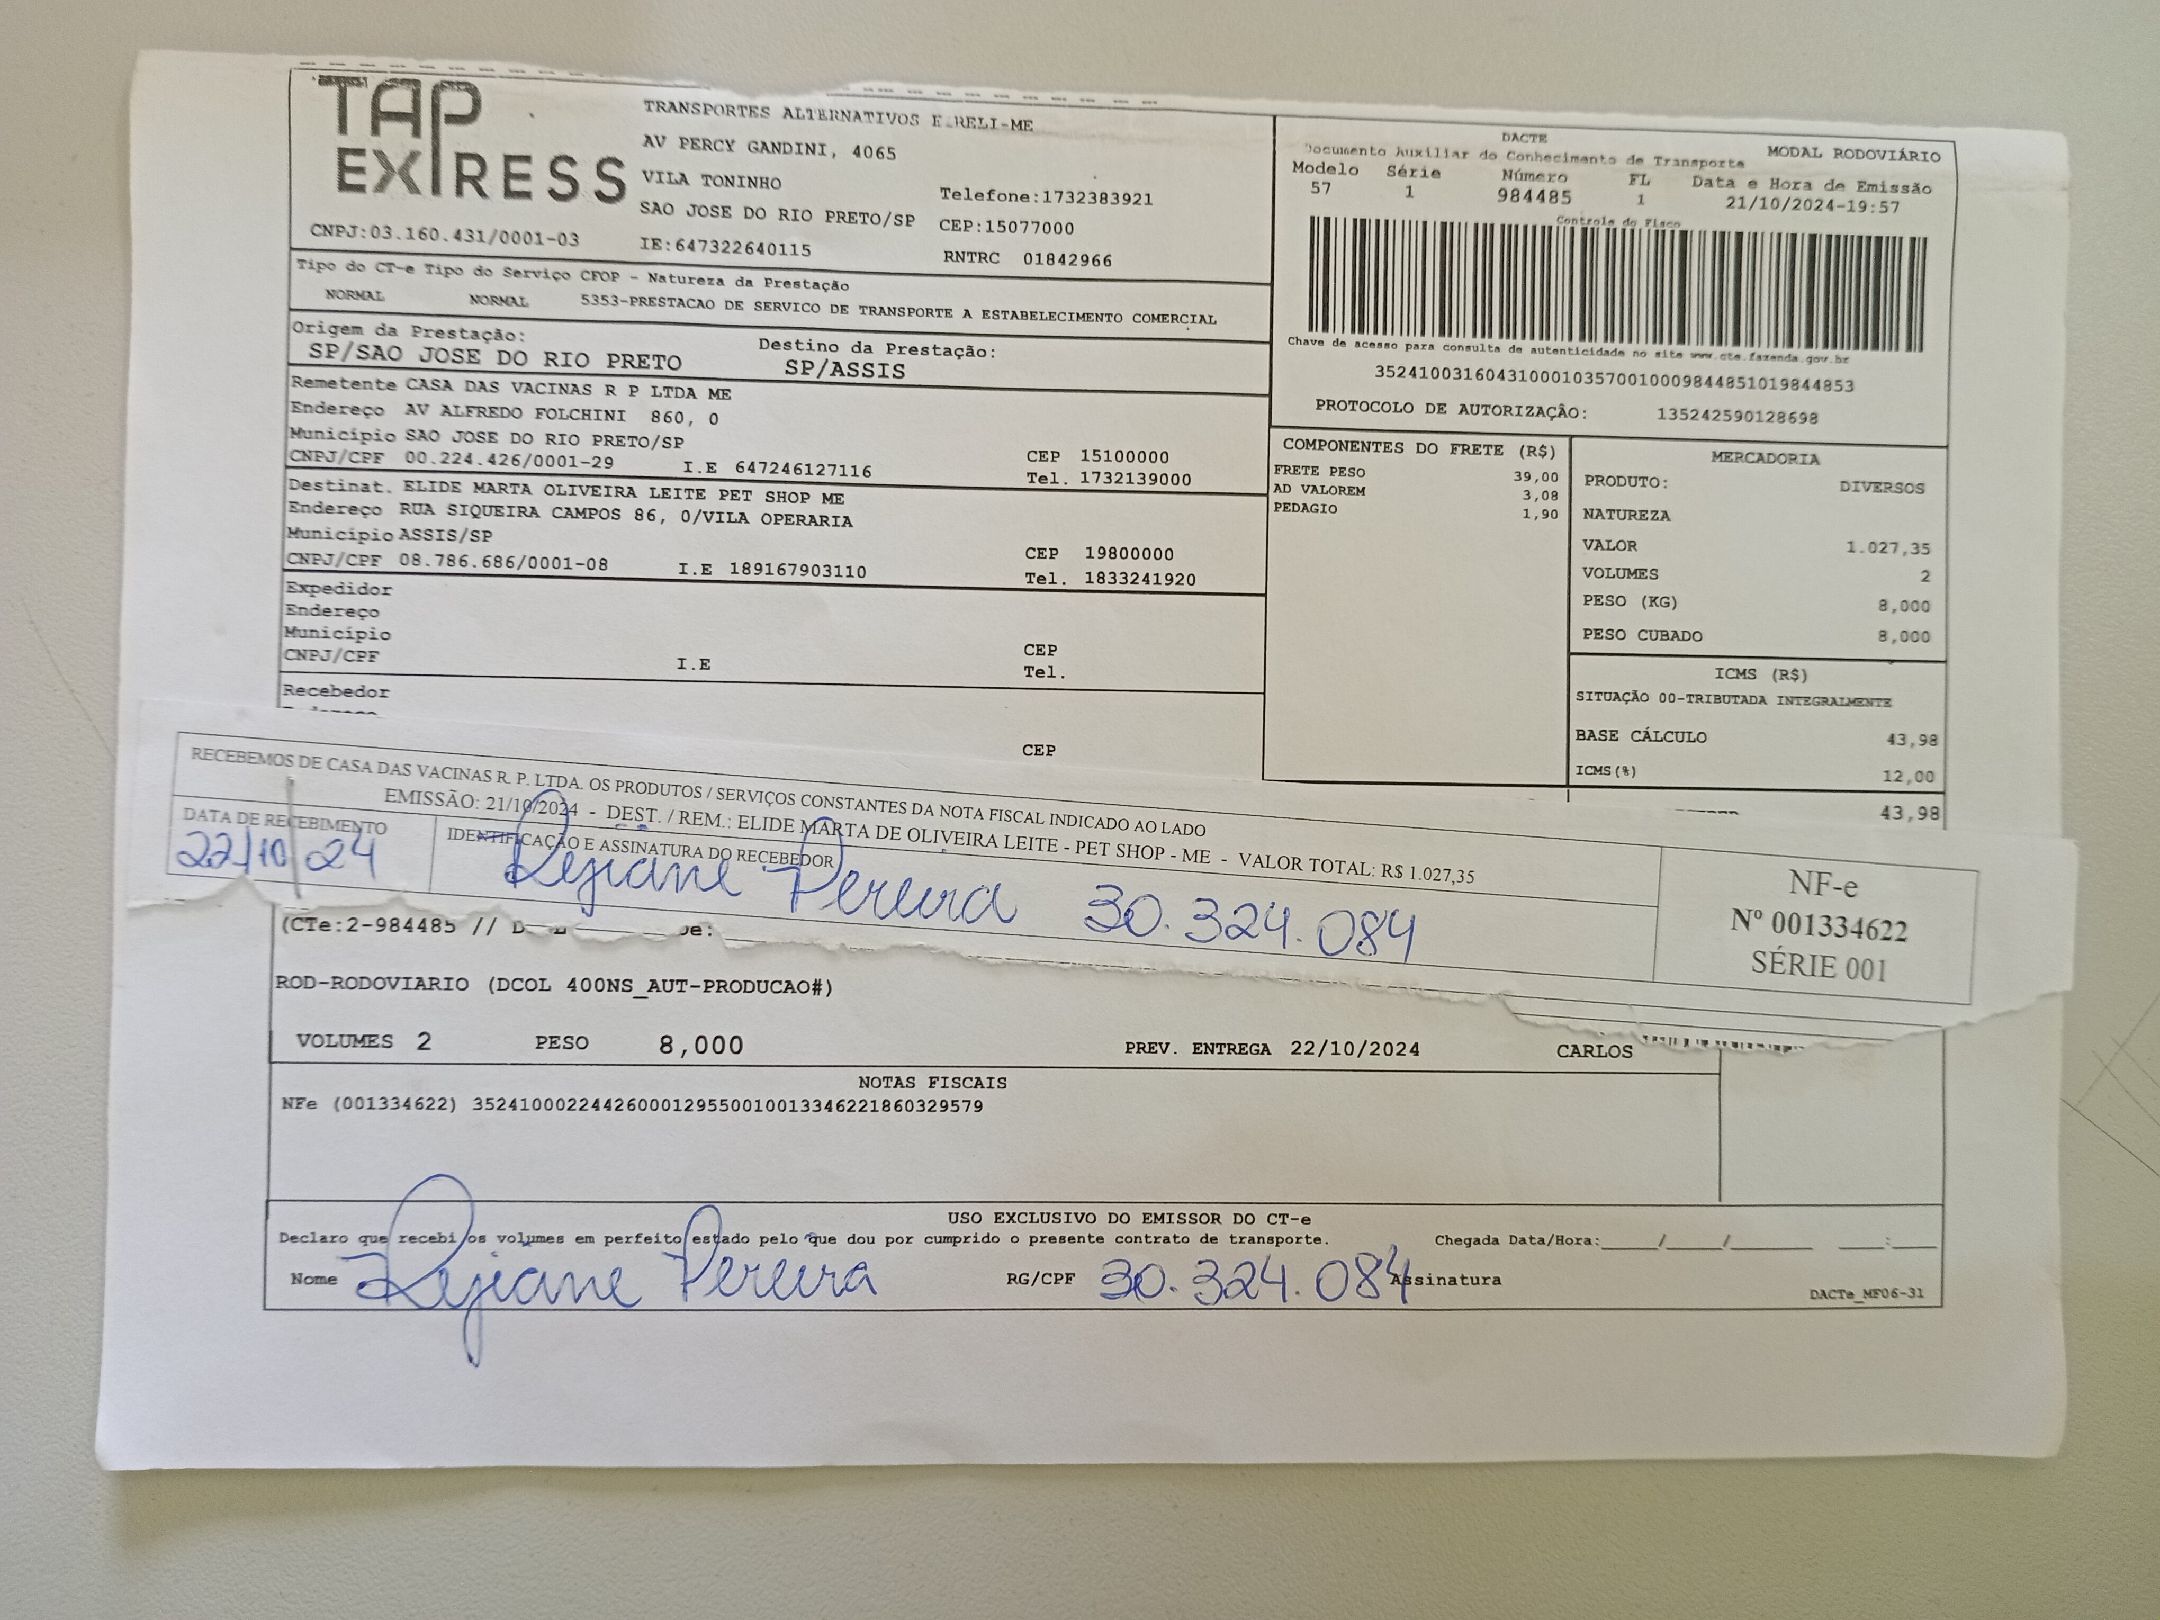 TAP EXPRESS
TRANSPORTES ALTERNATIVOS E RELI-ME
AV PERCY GANDINI, 4065
VILA TONINHO
Telefone:1732383921
SAO JOSE DO RIO PRETO/SP CEP:15077000
CNPJ:03.160.431/0001-03 IE:647322640115 RNTRC 01842966
DACTE
Documento Auxiliar do Conhecimento de Transporte MODAL RODOVIÁRIO
Modelo Série Número FL Data e Hora de Emissão
57 1 984485 1 21/10/2024-19:57
Controle do Fisco
Chave de acesso para consulta de autenticidade no site www.cte.fazenda.gov.br
35241003160431000103570010009844851019844853
PROTOCOLO DE AUTORIZAÇÃO: 135242590128698
Tipo do CT-e Tipo do Serviço CFOP - Natureza da Prestação
NORMAL NORMAL 5353-PRESTACAO DE SERVICO DE TRANSPORTE A ESTABELECIMENTO COMERCIAL
Origem da Prestação: Destino da Prestação:
SP/SAO JOSE DO RIO PRETO SP/ASSIS
Remetente CASA DAS VACINAS R P LTDA ME
Endereço AV ALFREDO FOLCHINI 860, 0
Município SAO JOSE DO RIO PRETO/SP CEP 15100000
CNPJ/CPF 00.224.426/0001-29 I.E 647246127116 Tel. 1732139000
Destinat. ELIDE MARTA OLIVEIRA LEITE PET SHOP ME
Endereço RUA SIQUEIRA CAMPOS 86, 0/VILA OPERARIA
Município ASSIS/SP CEP 19800000
CNPJ/CPF 08.786.686/0001-08 I.E 189167903110 Tel. 1833241920
Expedidor
Endereço
Município CEP
CNPJ/CPF I.E Tel.
Recebedor
CEP
COMPONENTES DO FRETE (R$)
FRETE PESO 39,00
AD VALOREM 3,08
PEDAGIO 1,90
MERCADORIA
PRODUTO: DIVERSOS
NATUREZA
VALOR 1.027,35
VOLUMES 2
PESO (KG) 8,000
PESO CUBADO 8,000
ICMS (R$)
SITUAÇÃO 00-TRIBUTADA INTEGRALMENTE
BASE CÁLCULO 43,98
ICMS(%) 12,00
43,98
RECEBEMOS DE CASA DAS VACINAS R. P. LTDA. OS PRODUTOS / SERVIÇOS CONSTANTES DA NOTA FISCAL INDICADO AO LADO
EMISSÃO: 21/10/2024 - DEST. / REM.: ELIDE MARTA DE OLIVEIRA LEITE - PET SHOP - ME - VALOR TOTAL: R$ 1.027,35
DATA DE RECEBIMENTO IDENTIFICAÇÃO E ASSINATURA DO RECEBEDOR
22/10/24 Rejiane Pereira 30.324.084
NF-e
Nº 001334622
SÉRIE 001
(CTe:2-984485 //
ROD-RODOVIARIO (DCOL 400NS_AUT-PRODUCAO#)
VOLUMES 2 PESO 8,000 PREV. ENTREGA 22/10/2024 CARLOS
NOTAS FISCAIS
NFe (001334622) 35241000224426000129550010013346221860329579
USO EXCLUSIVO DO EMISSOR DO CT-e
Declaro que recebi os volumes em perfeito estado pelo que dou por cumprido o presente contrato de transporte. Chegada Data/Hora:____/____/______ ____:____
Nome Rejiane Pereira RG/CPF 30.324.084 Assinatura
DACTe_MF06-31